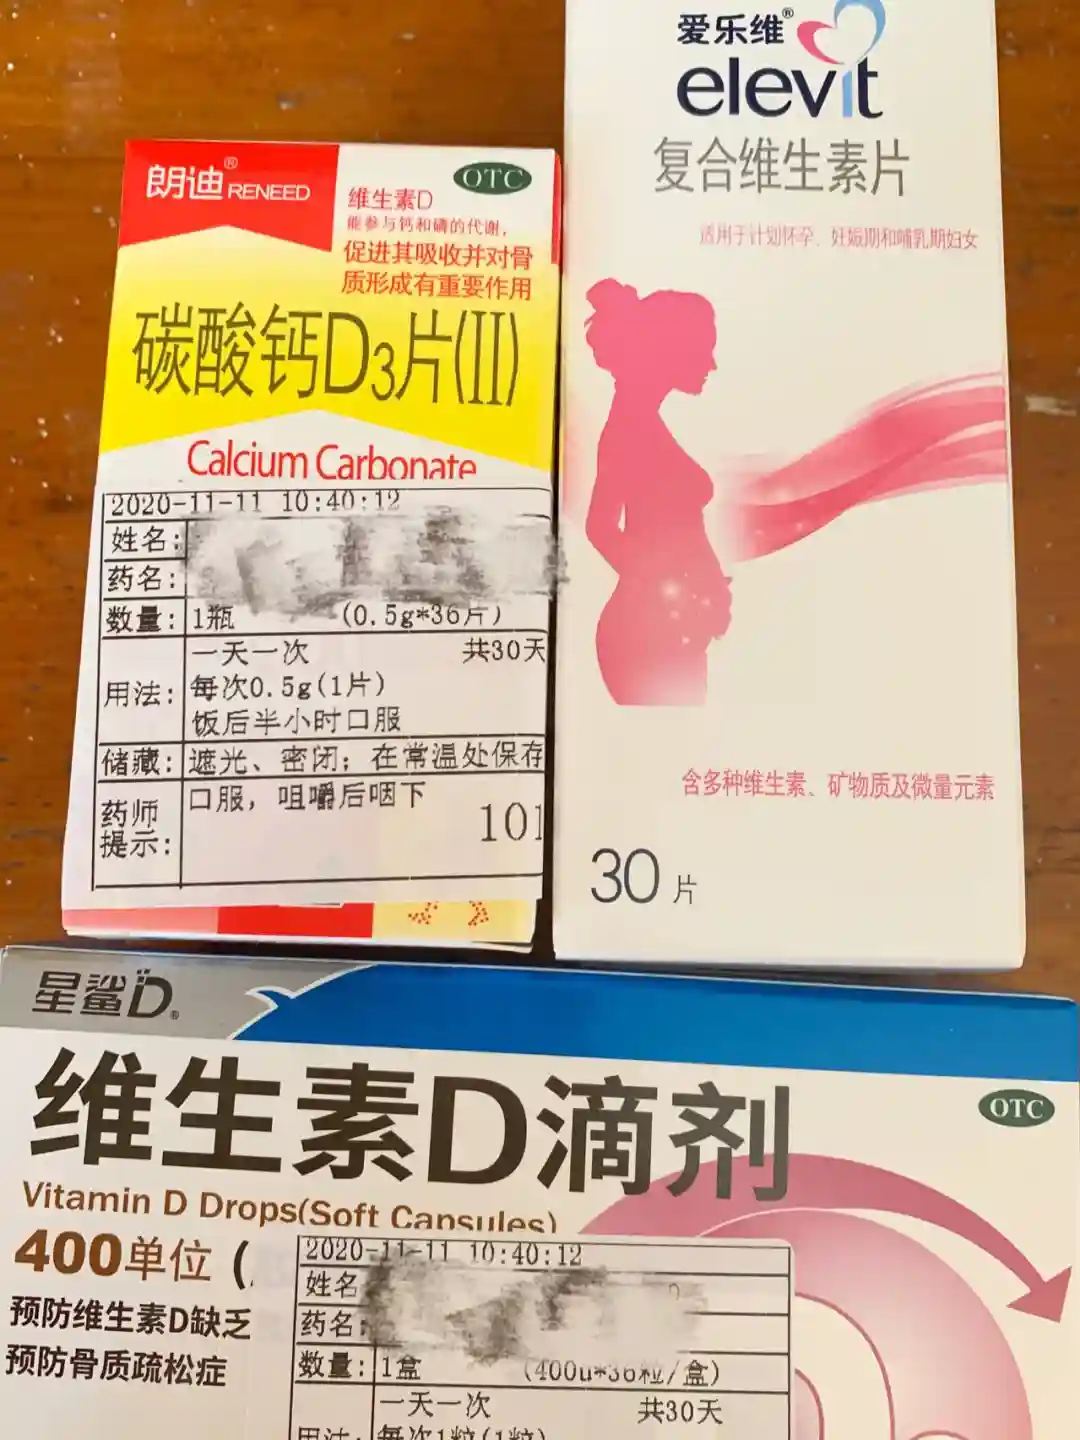 朗迪®RENEED
OTC
维生素D
能参与钙和磷的代谢，
促进其吸收并对骨
质形成有重要作用
碳酸钙D3片(II)
Calcium Carbonate
2020-11-11 10:40:12
姓名:
药名:
数量: 1瓶 (0.5g*36片)
一天一次 共30天
用法: 每次0.5g(1片)
饭后半小时口服
储藏: 遮光、密闭; 在常温处保存
药师
提示:
口服, 咀嚼后咽下
101
爱乐维®
elevit
复合维生素片
适用于计划怀孕、妊娠期和哺乳期妇女
含多种维生素、矿物质及微量元素
30片
星鲨D®
OTC
维生素D滴剂
Vitamin D Drops(Soft Capsules)
400单位 (
预防维生素D缺乏
预防骨质疏松症
2020-11-11 10:40:12
姓名
药名:
数量: 1盒 (400u*36粒/盒)
一天一次 共30天
用法: 每次1粒(1粒)